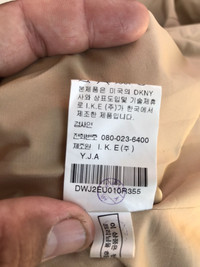 본제품은 미국의 DKNY
사와 상표도입및 기술제휴
로 I.K.E (주)가 한국에서
제조한 제품입니다.
검사인
전화번호 080-023-6400
제조원 I. K. E (주)
Y.J.A
DWJ2EU010R355